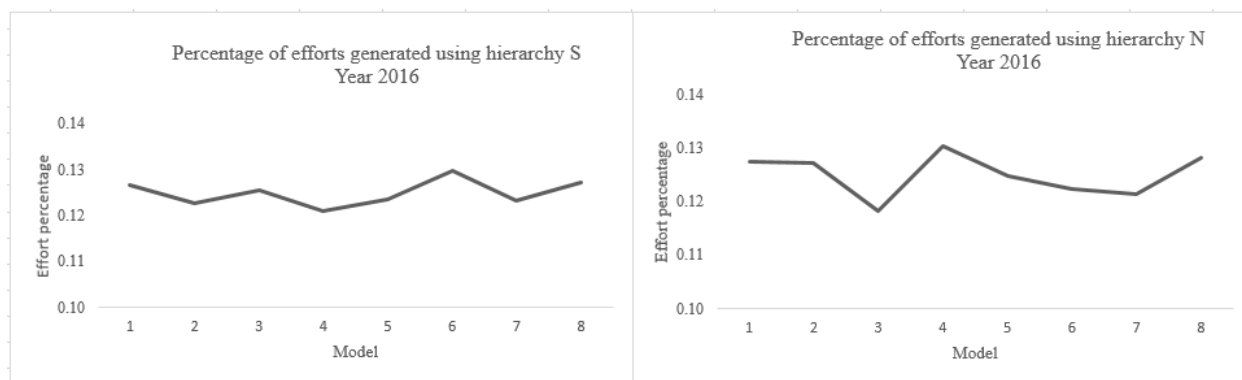 Percentage of efforts generated using hierarchy S
Year 2016
0.14
0.13
0.12
0.11
0.10
Effort percentage
1 2 3 4 5 6 7 8
Model
Percentage of efforts generated using hierarchy N
Year 2016
0.14
0.13
0.12
0.11
0.10
Effort percentage
1 2 3 4 5 6 7 8
Model